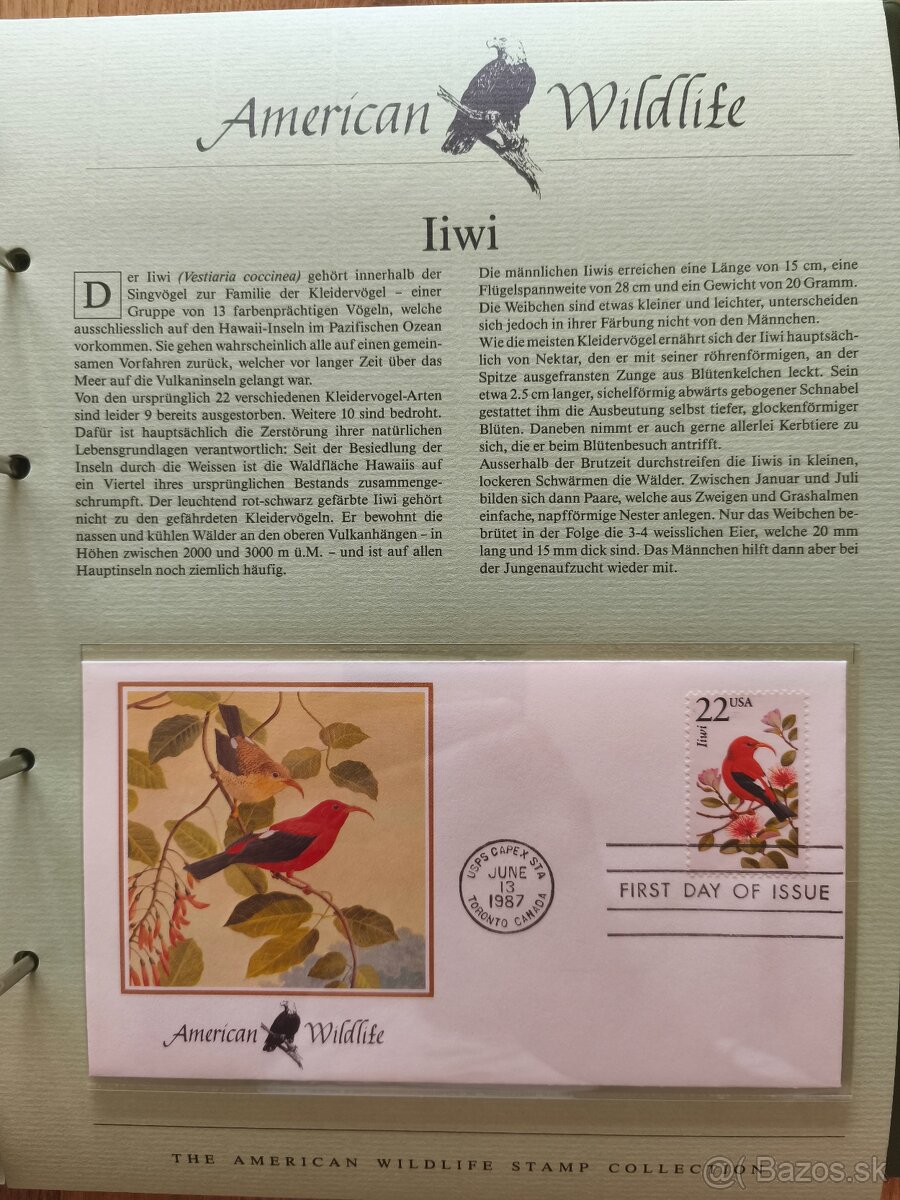 American Wildlife
Iiwi
Der Iiwi (Vestiaria coccinea) gehört innerhalb der
Singvögel zur Familie der Kleidervögel – einer
Gruppe von 13 farbenprächtigen Vögeln, welche
ausschliesslich auf den Hawaii-Inseln im Pazifischen Ozean
vorkommen. Sie gehen wahrscheinlich alle auf einen gemein-
samen Vorfahren zurück, welcher vor langer Zeit über das
Meer auf die Vulkaninseln gelangt war.
Von den ursprünglich 22 verschiedenen Kleidervogel-Arten
sind leider 9 bereits ausgestorben. Weitere 10 sind bedroht.
Dafür ist hauptsächlich die Zerstörung ihrer natürlichen
Lebensgrundlagen verantwortlich: Seit der Besiedlung der
Inseln durch die Weissen ist die Waldfläche Hawaiis auf
ein Viertel ihres ursprünglichen Bestands zusammenge-
schrumpft. Der leuchtend rot-schwarz gefärbte Iiwi gehört
nicht zu den gefährdeten Kleidervögeln. Er bewohnt die
nassen und kühlen Wälder an den oberen Vulkanhängen – in
Höhen zwischen 2000 und 3000 m ü.M. – und ist auf allen
Hauptinseln noch ziemlich häufig.
Die männlichen Iiwis erreichen eine Länge von 15 cm, eine
Flügelspannweite von 28 cm und ein Gewicht von 20 Gramm.
Die Weibchen sind etwas kleiner und leichter, unterscheiden
sich jedoch in ihrer Färbung nicht von den Männchen.
Wie die meisten Kleidervögel ernährt sich der Iiwi hauptsäch-
lich von Nektar, den er mit seiner röhrenförmigen, an der
Spitze ausgefransten Zunge aus Blütenkelchen leckt. Sein
etwa 2.5 cm langer, sichelförmig abwärts gebogener Schnabel
gestattet ihm die Ausbeutung selbst tiefer, glockenförmiger
Blüten. Daneben nimmt er auch gerne allerlei Kerbtiere zu
sich, die er beim Blütenbesuch antrifft.
Ausserhalb der Brutzeit durchstreifen die Iiwis in kleinen,
lockeren Schwärmen die Wälder. Zwischen Januar und Juli
bilden sich dann Paare, welche aus Zweigen und Grashalmen
einfache, napfförmige Nester anlegen. Nur das Weibchen be-
brütet in der Folge die 3-4 weisslichen Eier, welche 20 mm
lang und 15 mm dick sind. Das Männchen hilft dann aber bei
der Jungenaufzucht wieder mit.
22 USA
Iiwi
USPS CAPEX STA
JUNE
13
1987
TORONTO CANADA
FIRST DAY OF ISSUE
American Wildlife
THE AMERICAN WILDLIFE STAMP COLLECTION
Bazos.sk